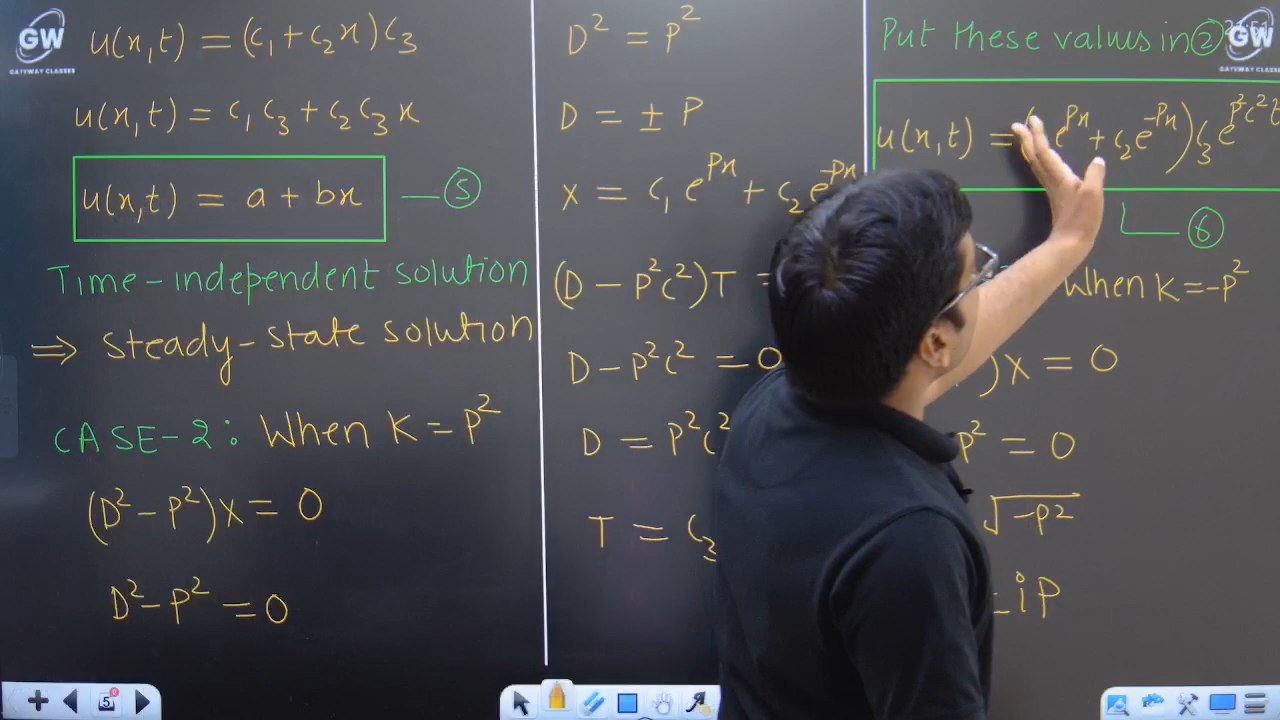 GW
GATEWAY CLASSES
u(x,t) = (c₁ + c₂x)c₃
u(x,t) = c₁c₃ + c₂c₃x
u(x,t) = a + bx — ⑤
Time-independent solution
⇒ Steady-state solution
CASE-2: When K = P²
(D² - P²)X = 0
D² - P² = 0
D² = P²
D = ± P
X = c₁e^Px + c₂e^-Px
(D - P²c²)T =
D - P²c² = 0
D = P²c²
T = c₃
Put these values in ②
GW
GATEWAY CLASSES
u(x,t) = ( e^Px + c₂e^-Px)c₃e^P²c²t
⑥
When K = -P²
)X = 0
P² = 0
√-P²
iP
5